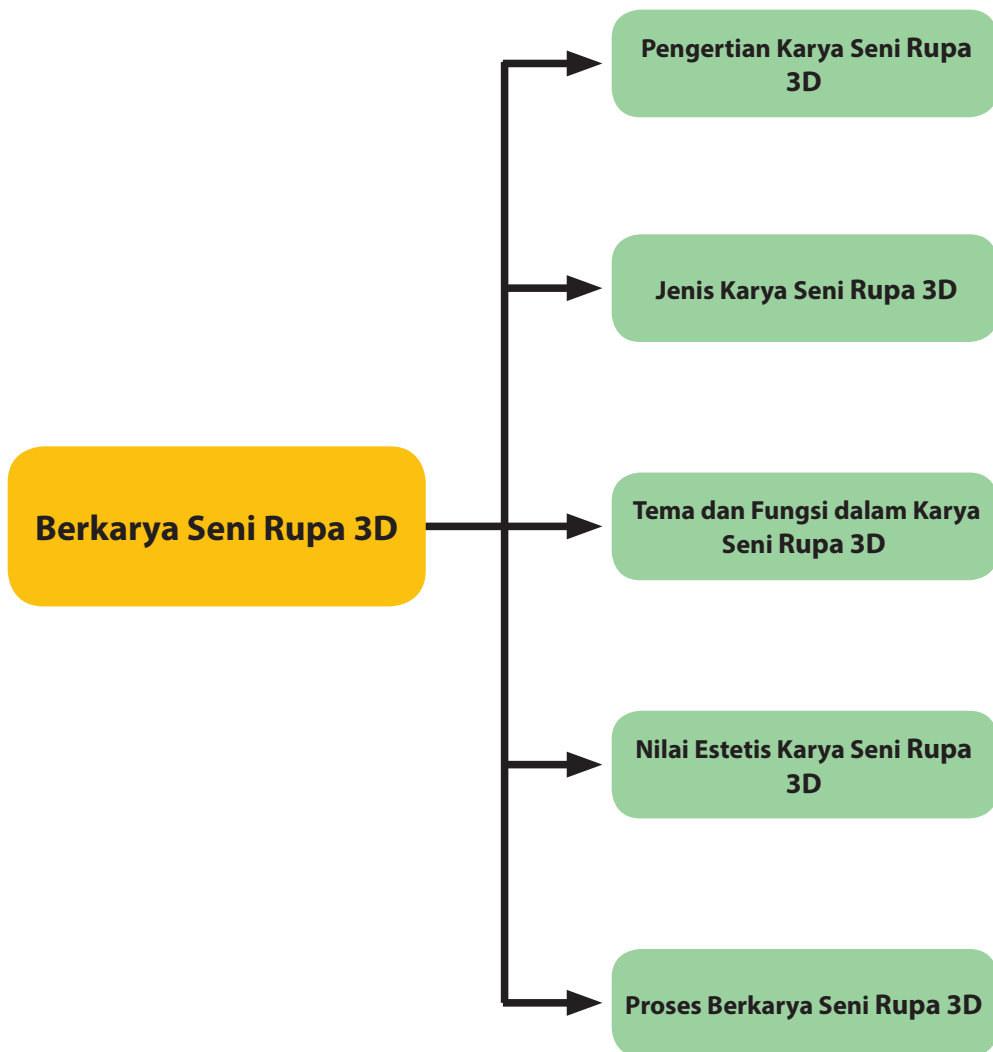 Pengertian Karya Seni Rupa
3D
Jenis Karya Seni Rupa 3D
Berkarya Seni Rupa 3D
Tema dan Fungsi dalam Karya
Seni Rupa 3D
Nilai Estetis Karya Seni Rupa
3D
Proses Berkarya Seni Rupa 3D